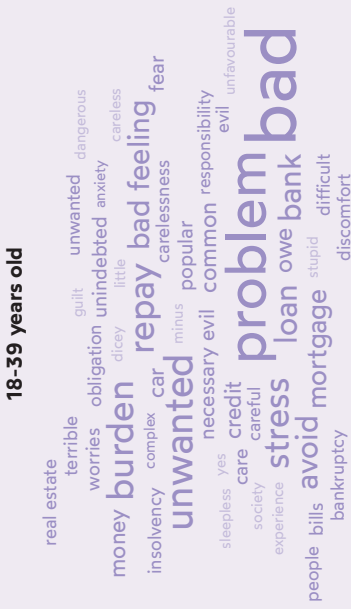 18-39 years old
real estate
terrible guilt unwanted dangerous
worries obligation unindebted anxiety
money burden dicey little careless
repay bad feeling
insolvency complex car carelessness fear
unwanted minus popular
necessary evil common responsibility
sleepless yes evil unfavourable
care credit problem bad
society careful
experience stress loan owe bank
people bills avoid mortgage stupid difficult
bankruptcy discomfort